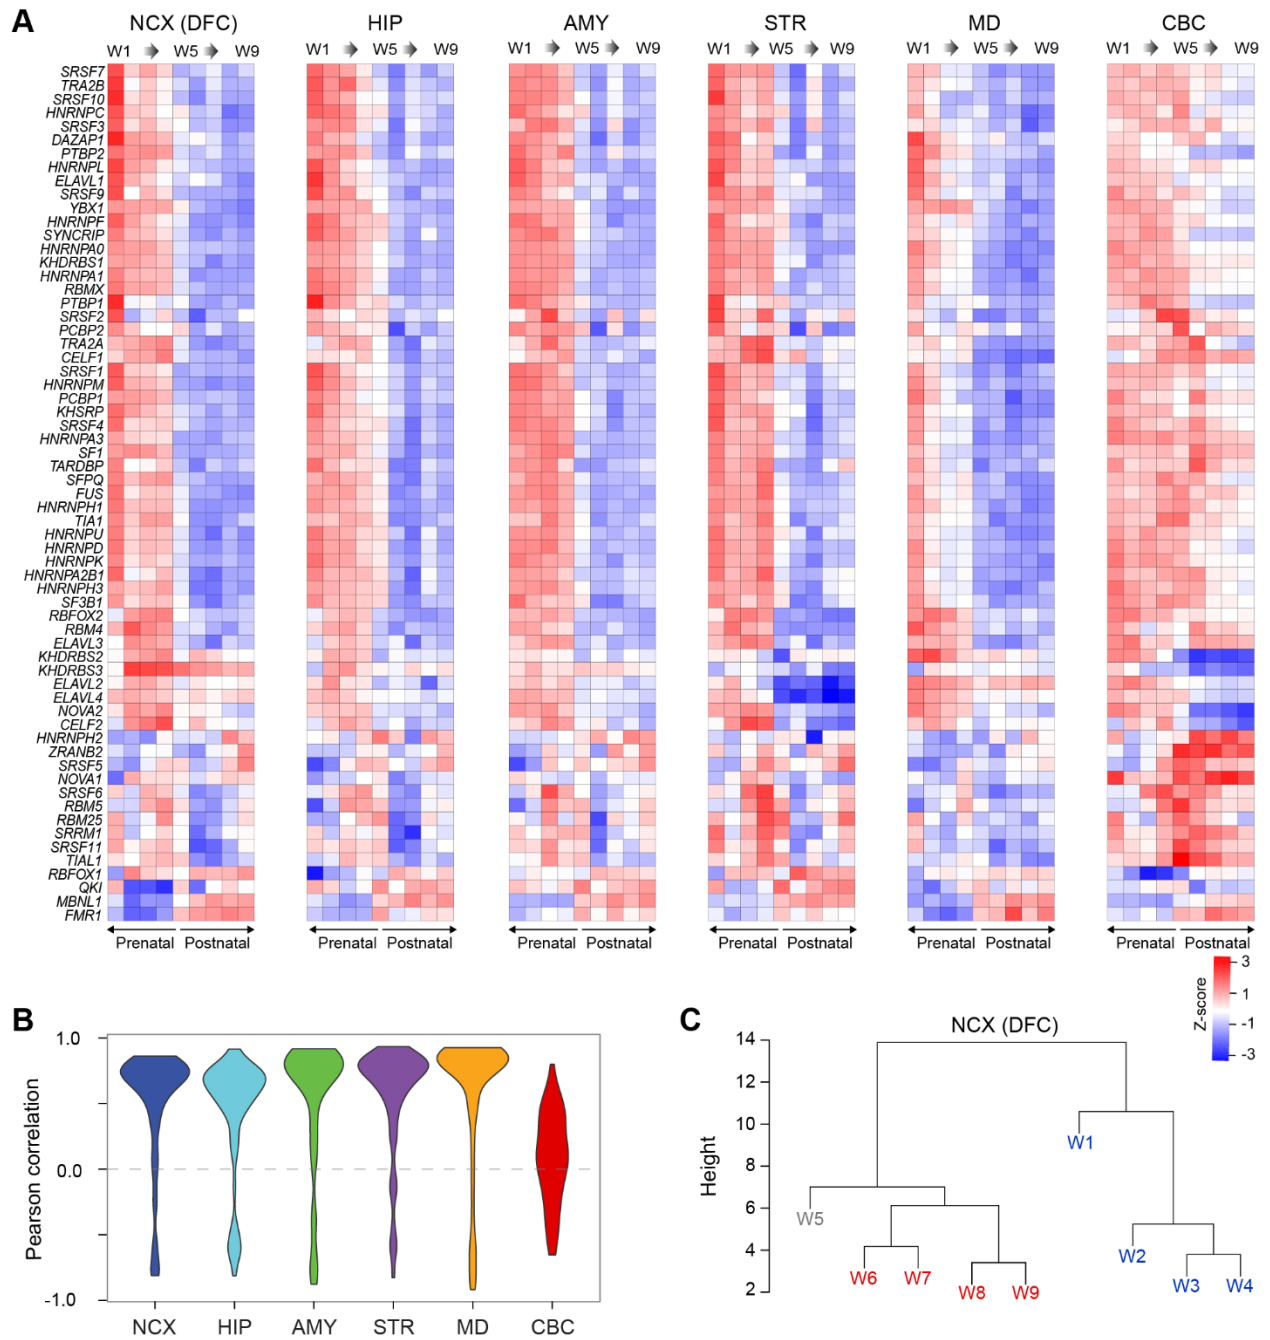 A
NCX (DFC) HIP AMY STR MD CBC
W1 W5 W9 W1 W5 W9 W1 W5 W9 W1 W5 W9 W1 W5 W9 W1 W5 W9
SRSF7
TRA2B
SRSF10
HNRNPC
SRSF3
DAZAP1
PTBP2
HNRNPL
ELAVL1
SRSF9
YBX1
HNRNPF
SYNCRIP
HNRNPA0
KHDRBS1
HNRNPA1
RBMX
PTBP1
SRSF2
PCBP2
TRA2A
CELF1
SRSF1
HNRNPM
PCBP1
KHSRP
SRSF4
HNRNPA3
SF1
TARDBP
SFPQ
FUS
HNRNPH1
TIA1
HNRNPU
HNRNPD
HNRNPK
HNRNPA2B1
HNRNPH3
SF3B1
RBFOX2
RBM4
ELAVL3
KHDRBS2
KHDRBS3
ELAVL2
ELAVL4
NOVA2
CELF2
HNRNPH2
ZRANB2
SRSF5
NOVA1
SRSF6
RBM5
RBM25
SRRM1
SRSF11
TIAL1
RBFOX1
QKI
MBNL1
FMR1
Prenatal Postnatal Prenatal Postnatal Prenatal Postnatal Prenatal Postnatal Prenatal Postnatal Prenatal Postnatal
Z-score
3
1
-1
-3
B
Pearson correlation
1.0
0.0
-1.0
NCX HIP AMY STR MD CBC
C
NCX (DFC)
Height
14
12
10
8
6
4
2
W1
W5
W2
W6 W7 W8 W9 W3 W4